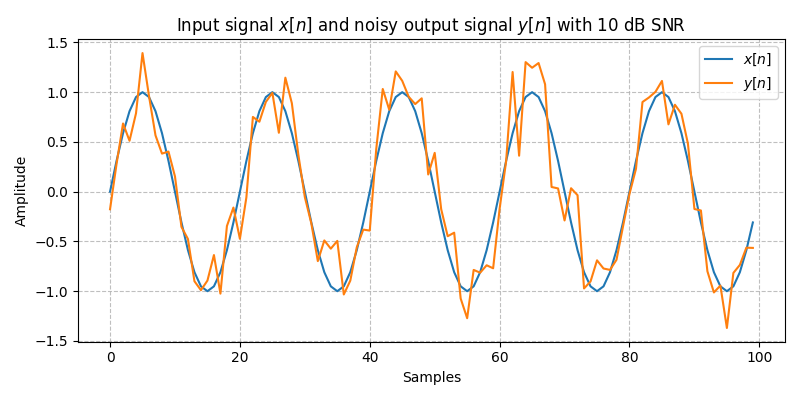 Input signal x[n] and noisy output signal y[n] with 10 dB SNR
1.5
1.0
0.5
0.0
−0.5
−1.0
−1.5
Amplitude
x[n]
y[n]
0 20 40 60 80 100
Samples